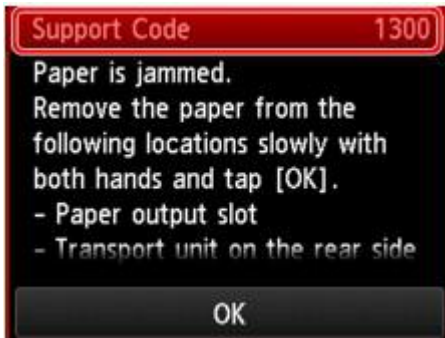 Support Code 1300
Paper is jammed.
Remove the paper from the
following locations slowly with
both hands and tap [OK].
- Paper output slot
- Transport unit on the rear side
OK